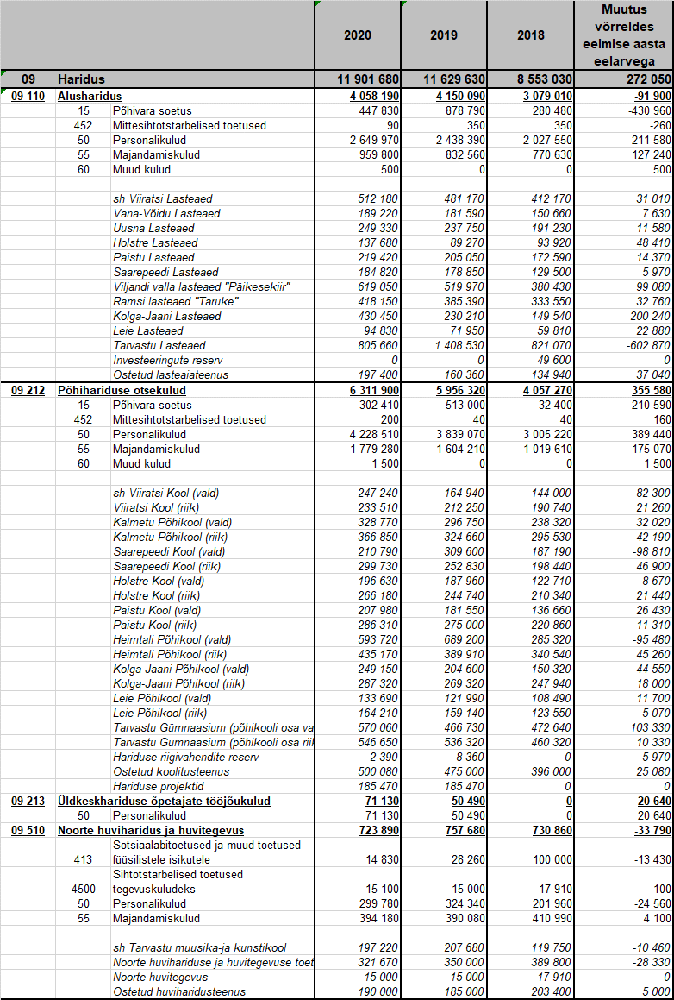 2020 2019 2018 Muutus võrreldes eelmise aasta eelarvega
09 Haridus 11 901 680 11 629 630 8 553 030 272 050
09 110 Alusharidus 4 058 190 4 150 090 3 079 010 -91 900
15 Põhivara soetus 447 830 878 790 280 480 -430 960
452 Mittesihtotstarbelised toetused 90 350 350 -260
50 Personalikulud 2 649 970 2 438 390 2 027 550 211 580
55 Majandamiskulud 959 800 832 560 770 630 127 240
60 Muud kulud 500 0 0 500
sh Viiratsi Lasteaed 512 180 481 170 412 170 31 010
Vana-Võidu Lasteaed 189 220 181 590 150 660 7 630
Uusna Lasteaed 249 330 237 750 191 230 11 580
Holstre Lasteaed 137 680 89 270 93 920 48 410
Paistu Lasteaed 219 420 205 050 172 590 14 370
Saarepeedi Lasteaed 184 820 178 850 129 500 5 970
Viljandi valla lasteaed "Päikesekiir" 619 050 519 970 380 430 99 080
Ramsi lasteaed "Taruke" 418 150 385 390 333 550 32 760
Kolga-Jaani Lasteaed 430 450 230 210 149 540 200 240
Leie Lasteaed 94 830 71 950 59 810 22 880
Tarvastu Lasteaed 805 660 1 408 530 821 070 -602 870
Investeeringute reserv 0 0 49 600 0
Ostetud lasteaiateenus 197 400 160 360 134 940 37 040
09 212 Põhihariduse otsekulud 6 311 900 5 956 320 4 057 270 355 580
15 Põhivara soetus 302 410 513 000 32 400 -210 590
452 Mittesihtotstarbelised toetused 200 40 40 160
50 Personalikulud 4 228 510 3 839 070 3 005 220 389 440
55 Majandamiskulud 1 779 280 1 604 210 1 019 610 175 070
60 Muud kulud 1 500 0 0 1 500
sh Viiratsi Kool (vald) 247 240 164 940 144 000 82 300
Viiratsi Kool (riik) 233 510 212 250 190 740 21 260
Kalmetu Põhikool (vald) 328 770 296 750 238 320 32 020
Kalmetu Põhikool (riik) 366 850 324 660 295 530 42 190
Saarepeedi Kool (vald) 210 790 309 600 187 190 -98 810
Saarepeedi Kool (riik) 299 730 252 830 198 440 46 900
Holstre Kool (vald) 196 630 187 960 122 710 8 670
Holstre Kool (riik) 266 180 244 740 210 340 21 440
Paistu Kool (vald) 207 980 181 550 136 660 26 430
Paistu Kool (riik) 286 310 275 000 220 860 11 310
Heimtali Põhikool (vald) 593 720 689 200 285 320 -95 480
Heimtali Põhikool (riik) 435 170 389 910 340 540 45 260
Kolga-Jaani Põhikool (vald) 249 150 204 600 150 320 44 550
Kolga-Jaani Põhikool (riik) 287 320 269 320 247 940 18 000
Leie Põhikool (vald) 133 690 121 990 108 490 11 700
Leie Põhikool (riik) 164 210 159 140 123 550 5 070
Tarvastu Gümnaasium (põhikooli osa va 570 060 466 730 472 640 103 330
Tarvastu Gümnaasium (põhikooli osa riil 546 650 536 320 460 320 10 330
Hariduse riigivahendite reserv 2 390 8 360 0 -5 970
Ostetud koolitusteenus 500 080 475 000 396 000 25 080
Hariduse projektid 185 470 185 470 0 0
09 213 Üldkeskhariduse õpetajate tööjõukulud 71 130 50 490 0 20 640
50 Personalikulud 71 130 50 490 0 20 640
09 510 Noorte huviharidus ja huvitegevus 723 890 757 680 730 860 -33 790
Sotsiaalabitoetused ja muud toetused
413 füüsilistele isikutele 14 830 28 260 100 000 -13 430
Sihtotstarbelised toetused
4500 tegevuskuludeks 15 100 15 000 17 910 100
50 Personalikulud 299 780 324 340 201 960 -24 560
55 Majandamiskulud 394 180 390 080 410 990 4 100
sh Tarvastu muusika-ja kunstikool 197 220 207 680 119 750 -10 460
Noorte huvihariduse ja huvitegevuse toet 321 670 350 000 389 800 -28 330
Noorte huvitegevus 15 000 15 000 17 910 0
Ostetud huviharidusteenus 190 000 185 000 203 400 5 000